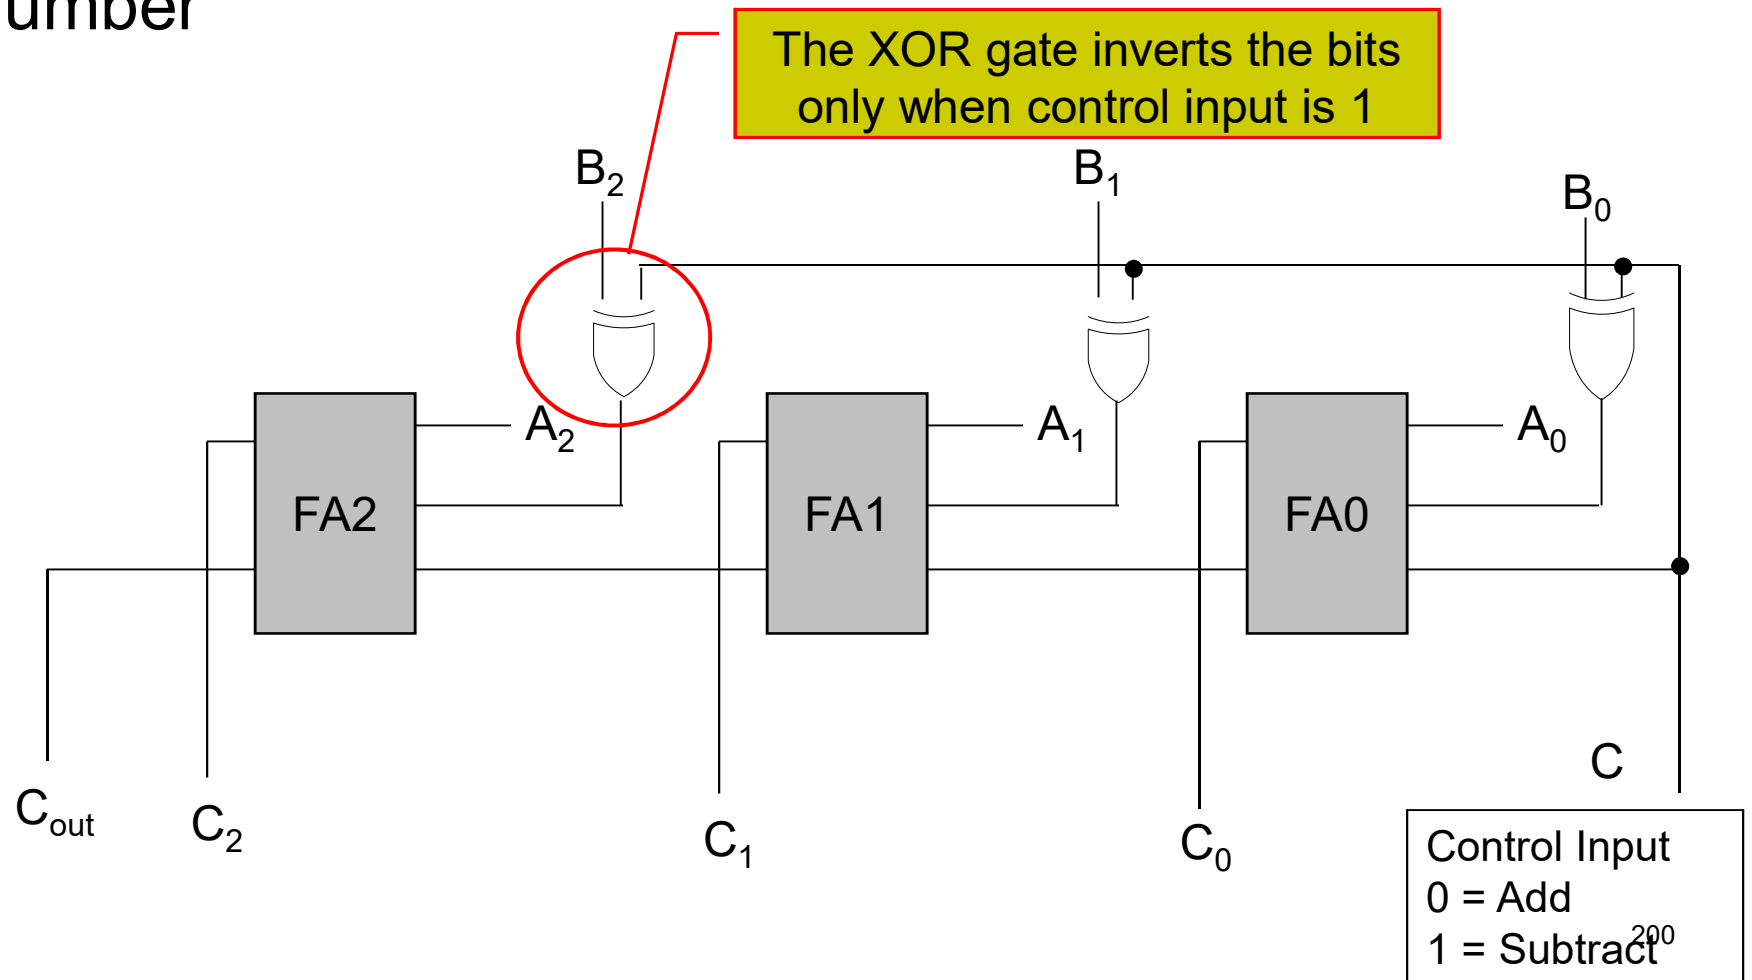 umber
The XOR gate inverts the bits
only when control input is 1
B₂
B₁
B₀
A₂
A₁
A₀
FA2
FA1
FA0
C
Cout
C₂
C₁
C₀
Control Input
0 = Add
1 = Subtract
200